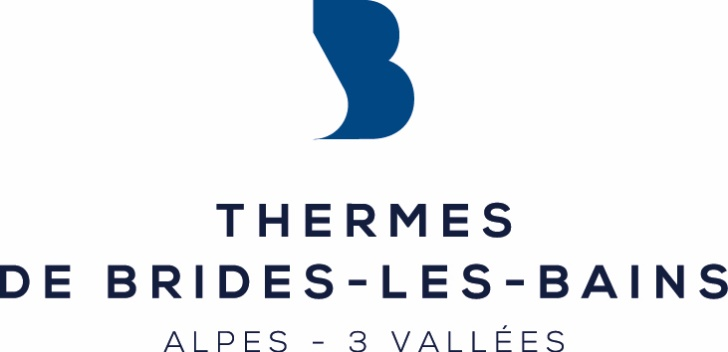 B
THERMES
DE BRIDES-LES-BAINS
ALPES - 3 VALLÉES